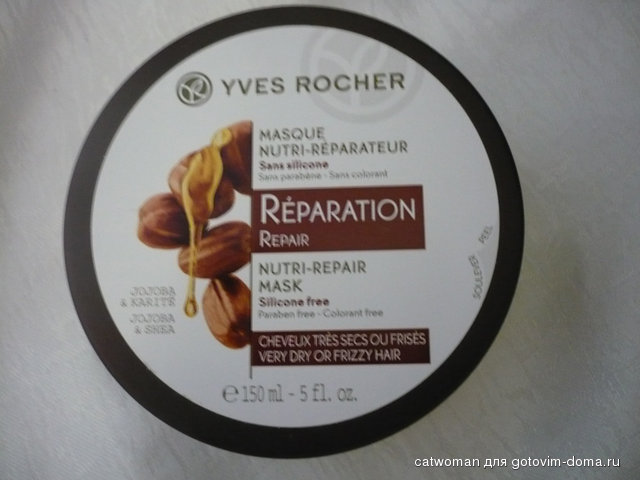 YVES ROCHER
MASQUE
NUTRI-RÉPARATEUR
Sans silicone
Sans parabène - Sans colorant
RÉPARATION
REPAIR
NUTRI-REPAIR
MASK
Silicone free
Paraben free - Colorant free
JOJOBA
& KARITÉ
JOJOBA
& SHEA
CHEVEUX TRÈS SECS OU FRISÉS
VERY DRY OR FRIZZY HAIR
℮ 150 ml - 5 fl. oz.
SOULEVER PEEL
catwoman для gotovim-doma.ru